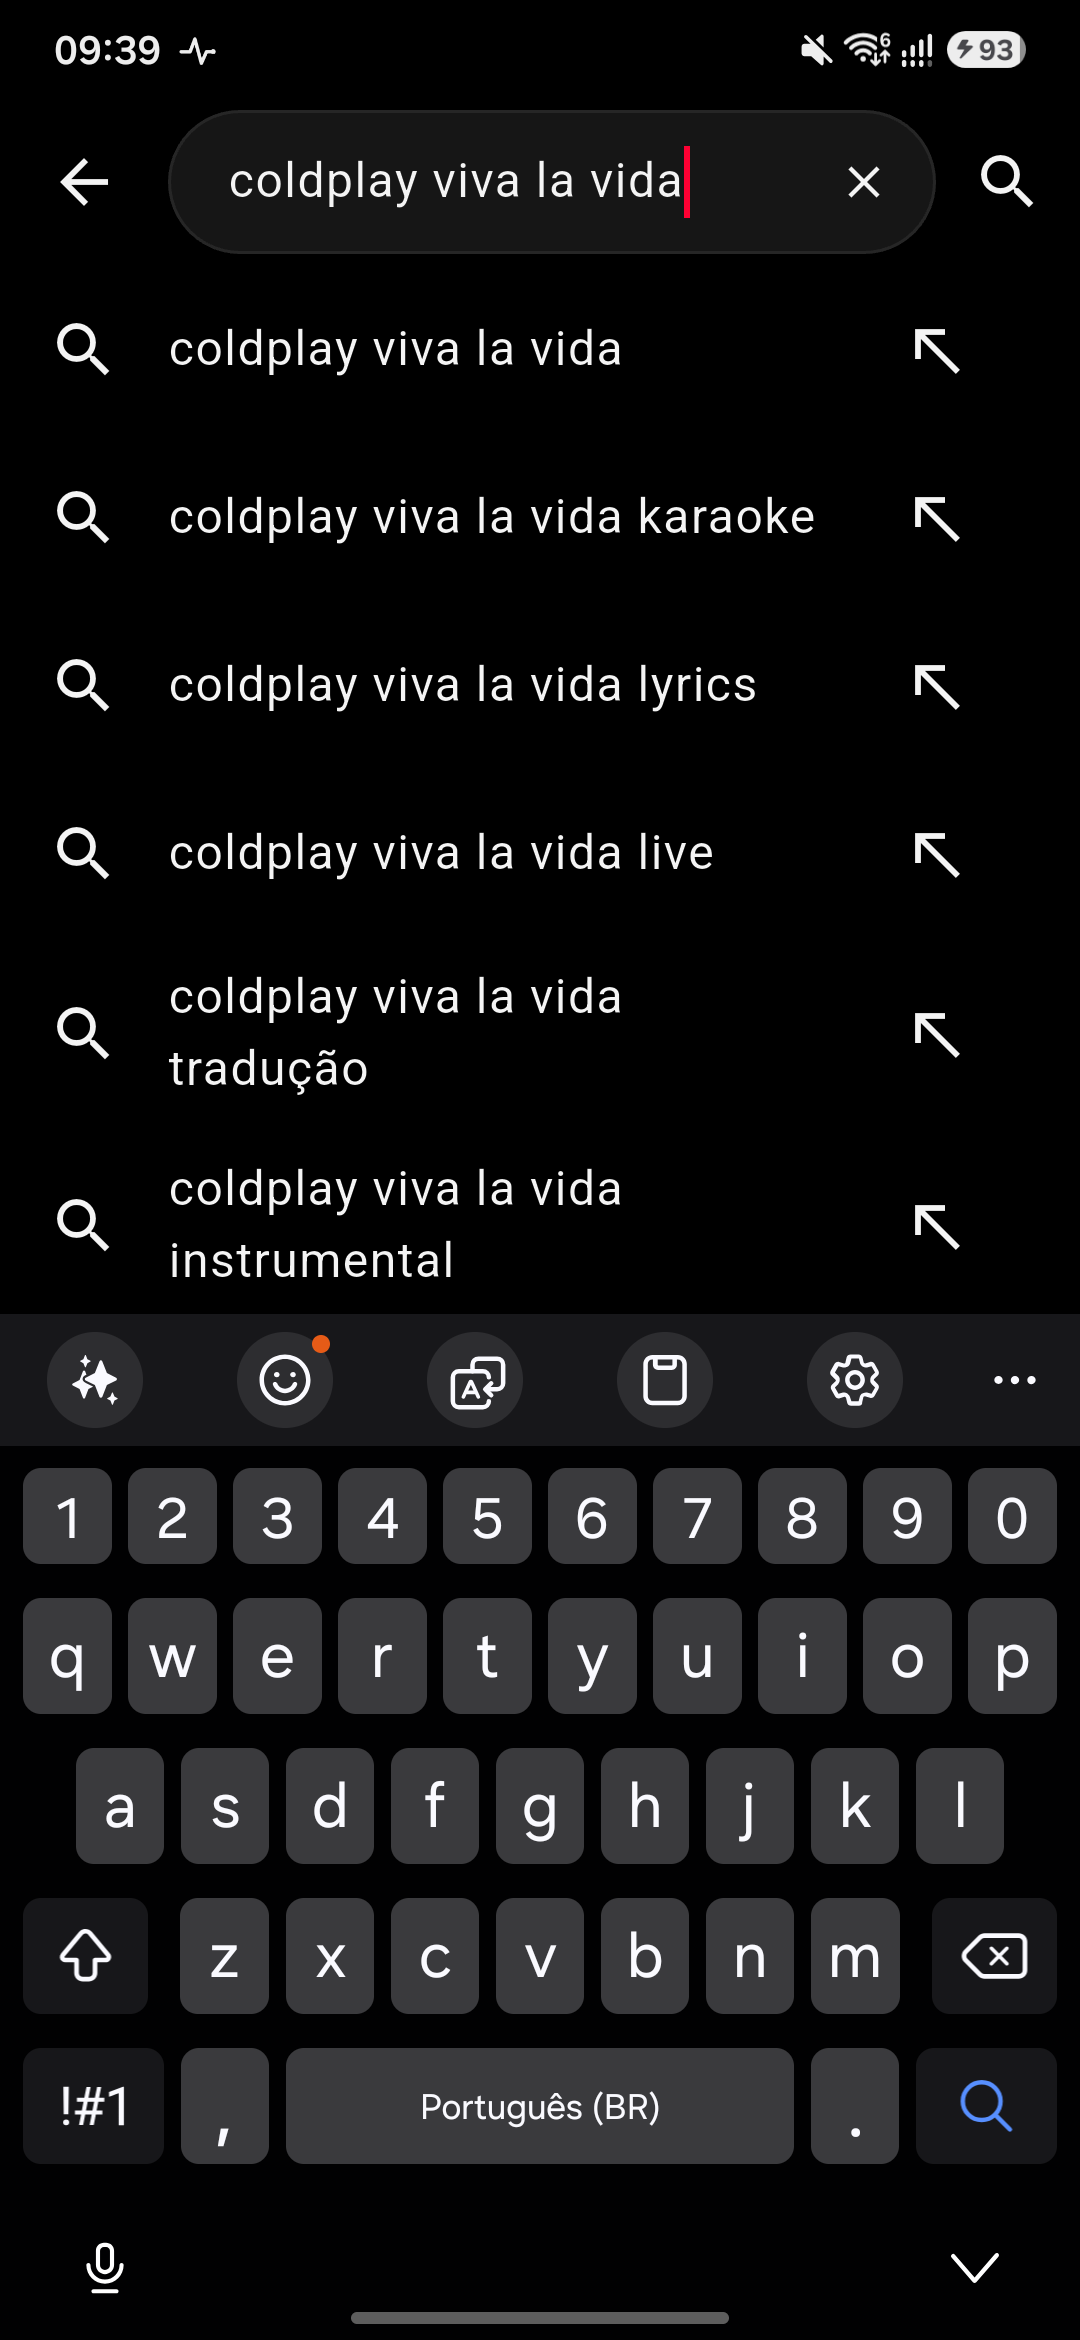 09:39
6
93
coldplay viva la vida
coldplay viva la vida
coldplay viva la vida karaoke
coldplay viva la vida lyrics
coldplay viva la vida live
coldplay viva la vida
tradução
coldplay viva la vida
instrumental
A
1 2 3 4 5 6 7 8 9 0
q w e r t y u i o p
a s d f g h j k l
z x c v b n m
!#1 , Português (BR) .